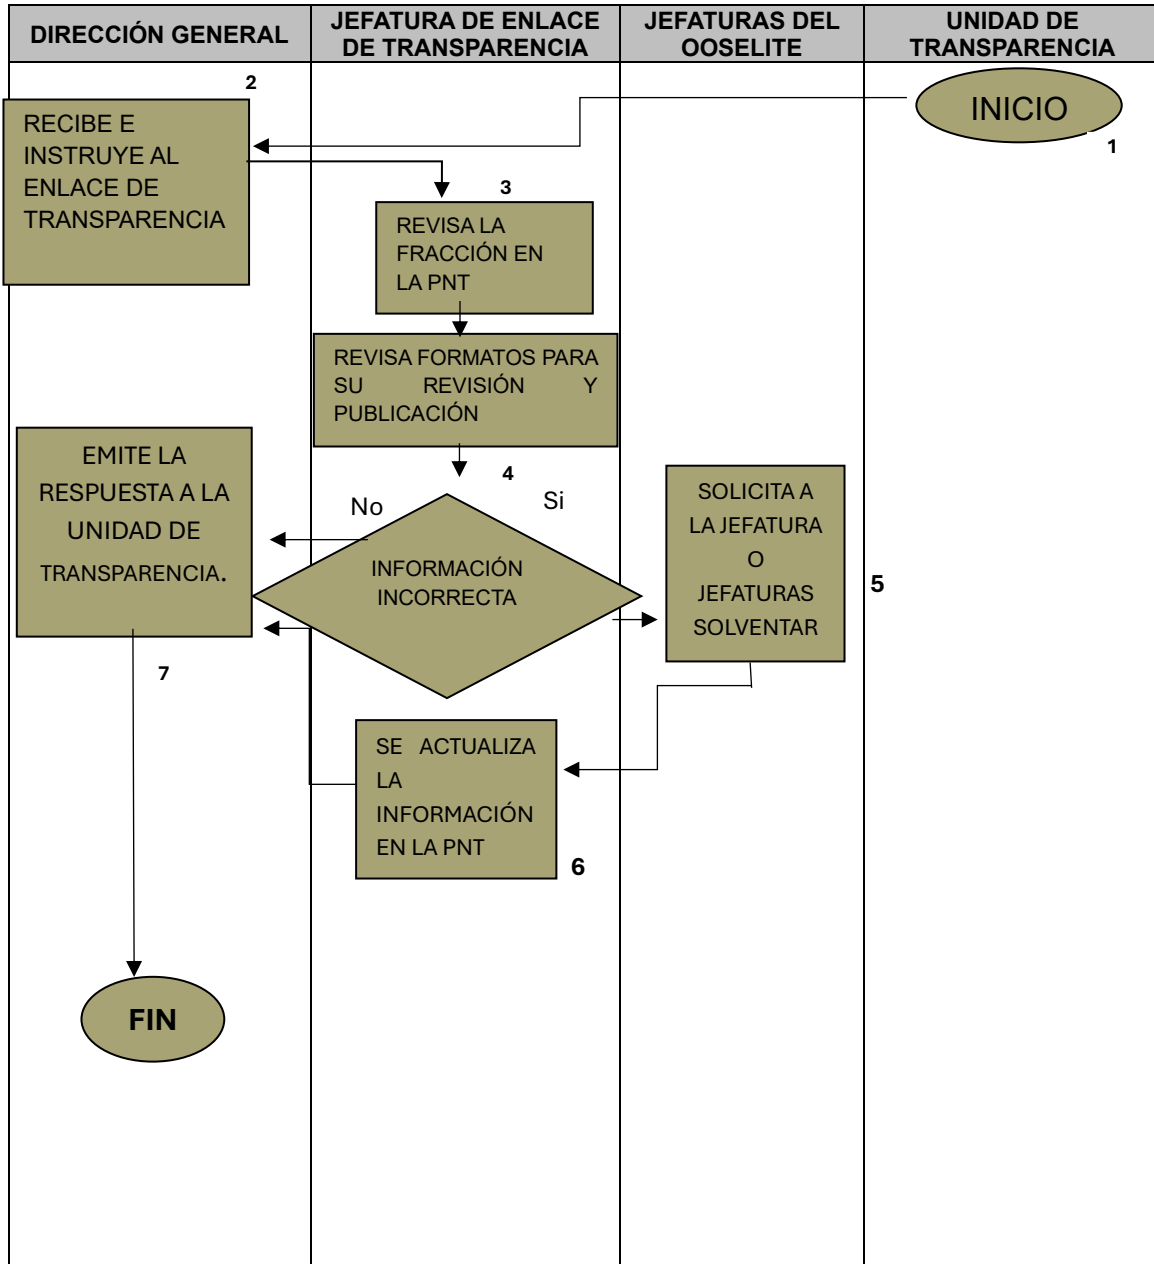 DIRECCIÓN GENERAL
JEFATURA DE ENLACE
DE TRANSPARENCIA
JEFATURAS DEL
OOSELITE
UNIDAD DE
TRANSPARENCIA
INICIO
1
2
RECIBE E
INSTRUYE AL
ENLACE DE
TRANSPARENCIA
3
REVISA LA
FRACCIÓN EN
LA PNT
REVISA FORMATOS PARA
SU REVISIÓN Y
PUBLICACIÓN
4
No
Si
INFORMACIÓN
INCORRECTA
SOLICITA A
LA JEFATURA
O
JEFATURAS
SOLVENTAR
5
EMITE LA
RESPUESTA A LA
UNIDAD DE
TRANSPARENCIA.
7
SE ACTUALIZA
LA
INFORMACIÓN
EN LA PNT
6
FIN